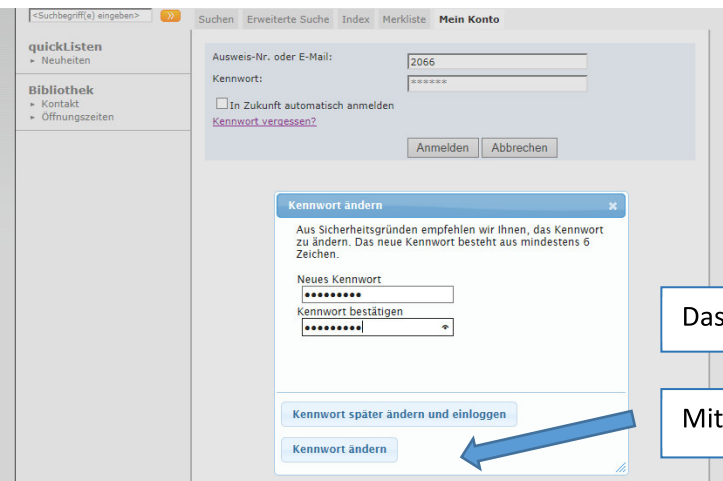 <Suchbegriff(e) eingeben> »
Suchen Erweiterte Suche Index Merkliste Mein Konto
quickListen
► Neuheiten
Bibliothek
► Kontakt
► Öffnungszeiten
Ausweis-Nr. oder E-Mail: 2066
Kennwort: ******
In Zukunft automatisch anmelden
Kennwort vergessen?
Anmelden Abbrechen
Kennwort ändern
Aus Sicherheitsgründen empfehlen wir Ihnen, das Kennwort
zu ändern. Das neue Kennwort besteht aus mindestens 6
Zeichen.
Neues Kennwort
●●●●●●●●●
Kennwort bestätigen
●●●●●●●●●
Das
Kennwort später ändern und einloggen
Mit
Kennwort ändern